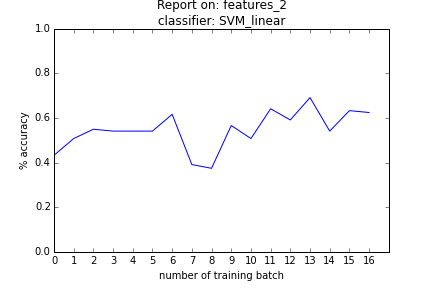 Report on: features_2
classifier: SVM_linear
1.0
0.8
0.6
0.4
0.2
0.0
% accuracy
0 1 2 3 4 5 6 7 8 9 10 11 12 13 14 15 16
number of training batch